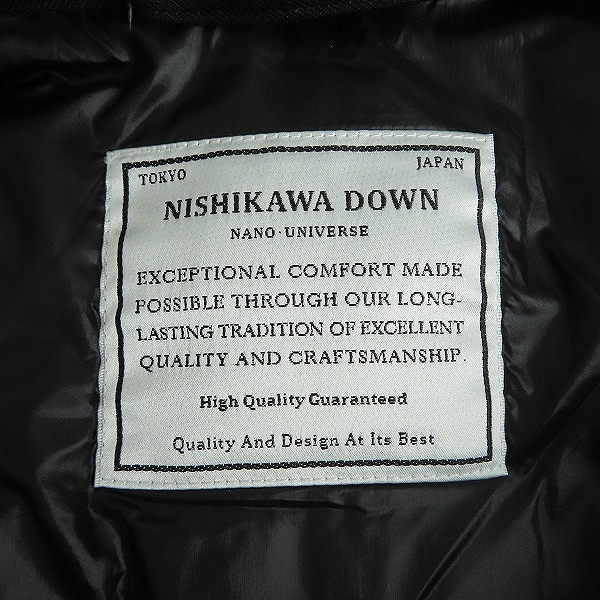 TOKYO JAPAN
NISHIKAWA DOWN
NANO·UNIVERSE
EXCEPTIONAL COMFORT MADE
POSSIBLE THROUGH OUR LONG-
LASTING TRADITION OF EXCELLENT
QUALITY AND CRAFTSMANSHIP.
High Quality Guaranteed
Quality And Design At Its Best